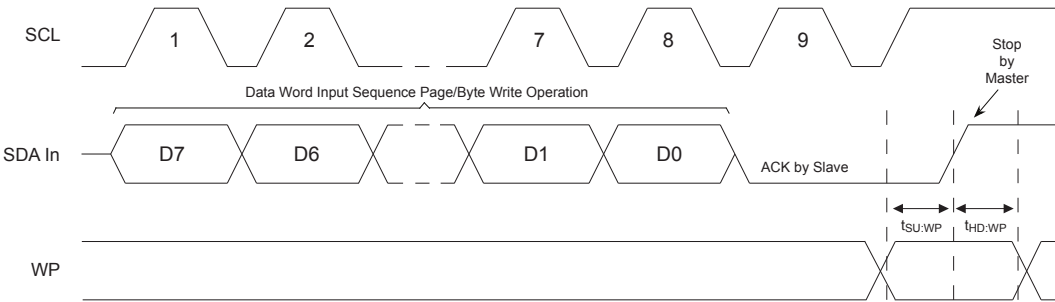 SCL
1
2
7
8
9
Stop
by
Master
Data Word Input Sequence Page/Byte Write Operation
SDA In
D7
D6
D1
D0
ACK by Slave
tSU:WP
tHD:WP
WP